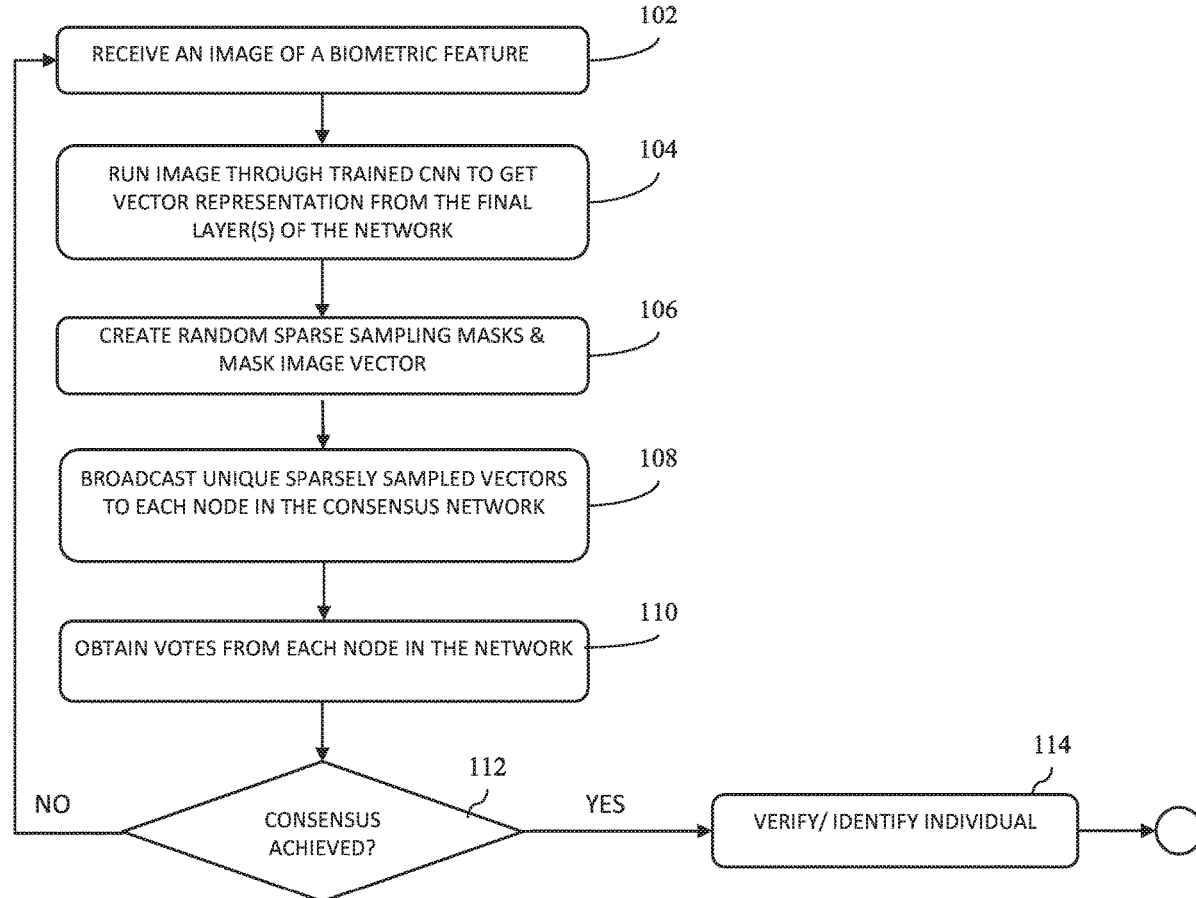 102
RECEIVE AN IMAGE OF A BIOMETRIC FEATURE
104
RUN IMAGE THROUGH TRAINED CNN TO GET
VECTOR REPRESENTATION FROM THE FINAL
LAYER(S) OF THE NETWORK
106
CREATE RANDOM SPARSE SAMPLING MASKS &
MASK IMAGE VECTOR
108
BROADCAST UNIQUE SPARSELY SAMPLED VECTORS
TO EACH NODE IN THE CONSENSUS NETWORK
110
OBTAIN VOTES FROM EACH NODE IN THE NETWORK
112
NO
CONSENSUS
ACHIEVED?
YES
114
VERIFY/ IDENTIFY INDIVIDUAL